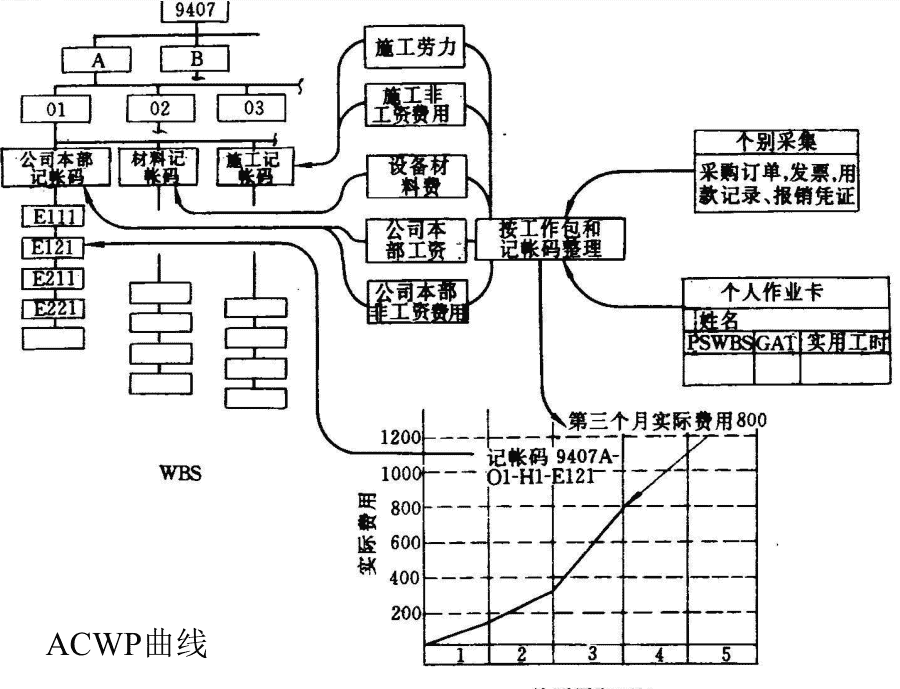 9407
A
B
01
02
03
公司本部
记帐码
材料记
帐码
施工记
帐码
E111
E121
E211
E221
WBS
施工劳力
施工非
工资费用
设备材
料费
公司本
部工资
公司本部
非工资费用
按工作包和
记帐码整理
个别采集
采购订单,发票,用
款记录、报销凭证
个人作业卡
姓名
PSWBS GAT 实用工时
第三个月实际费用800
记帐码 9407A-
O1-H1-E121
实际费用
1200
1000
800
600
400
200
1 2 3 4 5
ACWP曲线